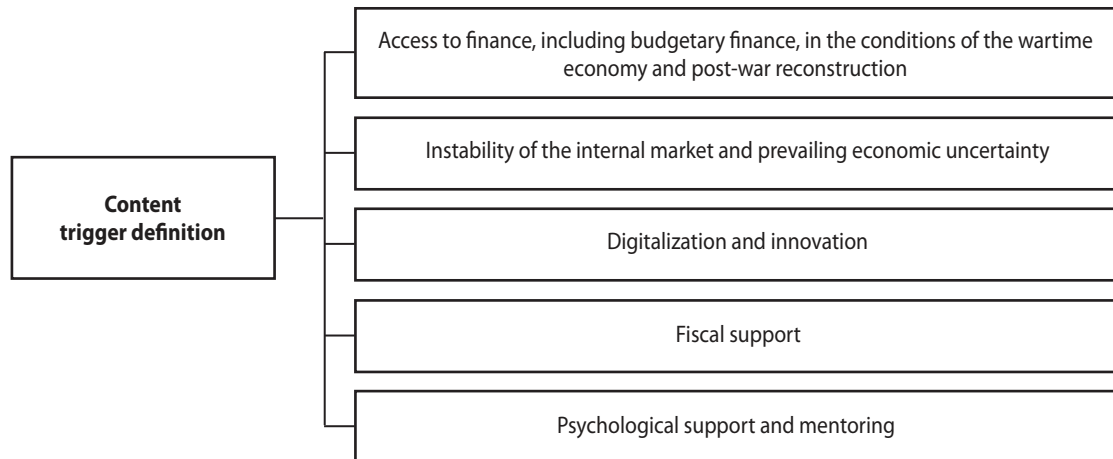 Access to finance, including budgetary finance, in the conditions of the wartime
economy and post-war reconstruction
Instability of the internal market and prevailing economic uncertainty
Content
trigger definition
Digitalization and innovation
Fiscal support
Psychological support and mentoring